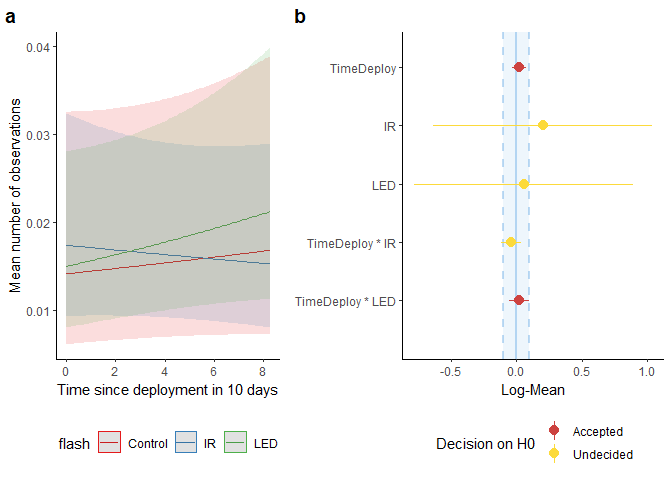 a
0.04
0.03
0.02
0.01
Mean number of observations
0 2 4 6 8
Time since deployment in 10 days
flash Control IR LED
b
TimeDeploy
IR
LED
TimeDeploy * IR
TimeDeploy * LED
-0.5 0.0 0.5 1.0
Log-Mean
Decision on H0
Accepted
Undecided